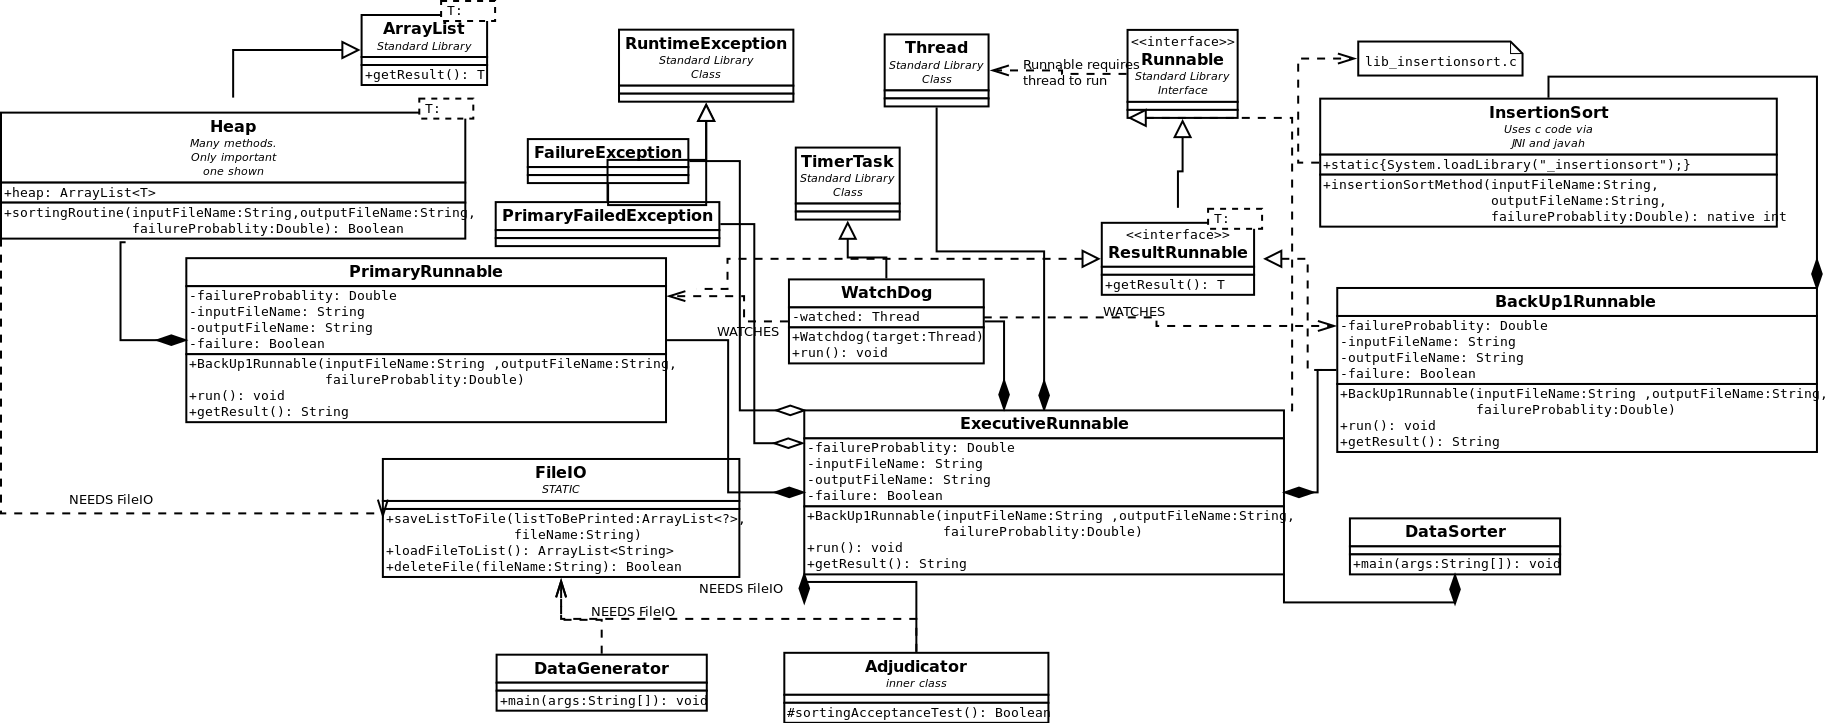 T:
ArrayList
Standard Library
+getResult(): T
RuntimeException
Standard Library
Class
Thread
Standard Library
Class
Runnable requires
thread to run
<<interface>>
Runnable
Standard Library
Interface
lib_insertionsort.c
T:
Heap
Many methods.
Only important
one shown
+heap: ArrayList<T>
+sortingRoutine(inputFileName:String,outputFileName:String,
failureProbablity:Double): Boolean
FailureException
PrimaryFailedException
TimerTask
Standard Library
Class
InsertionSort
Uses c code via
JNI and javah
+static{System.loadLibrary("_insertionsort");}
+insertionSortMethod(inputFileName:String,
outputFileName:String,
failureProbablity:Double): native int
T:
<<interface>>
ResultRunnable
+getResult(): T
PrimaryRunnable
-failureProbablity: Double
-inputFileName: String
-outputFileName: String
-failure: Boolean
+BackUp1Runnable(inputFileName:String ,outputFileName:String,
failureProbablity:Double)
+run(): void
+getResult(): String
WATCHES
WatchDog
-watched: Thread
+Watchdog(target:Thread)
+run(): void
WATCHES
BackUp1Runnable
-failureProbablity: Double
-inputFileName: String
-outputFileName: String
-failure: Boolean
+BackUp1Runnable(inputFileName:String ,outputFileName:String,
failureProbablity:Double)
+run(): void
+getResult(): String
ExecutiveRunnable
-failureProbablity: Double
-inputFileName: String
-outputFileName: String
-failure: Boolean
+BackUp1Runnable(inputFileName:String ,outputFileName:String,
failureProbablity:Double)
+run(): void
+getResult(): String
NEEDS FileIO
FileIO
STATIC
+saveListToFile(listToBePrinted:ArrayList<?>,
fileName:String)
+loadFileToList(): ArrayList<String>
+deleteFile(fileName:String): Boolean
DataSorter
+main(args:String[]): void
NEEDS FileIO
NEEDS FileIO
DataGenerator
+main(args:String[]): void
Adjudicator
inner class
#sortingAcceptanceTest(): Boolean